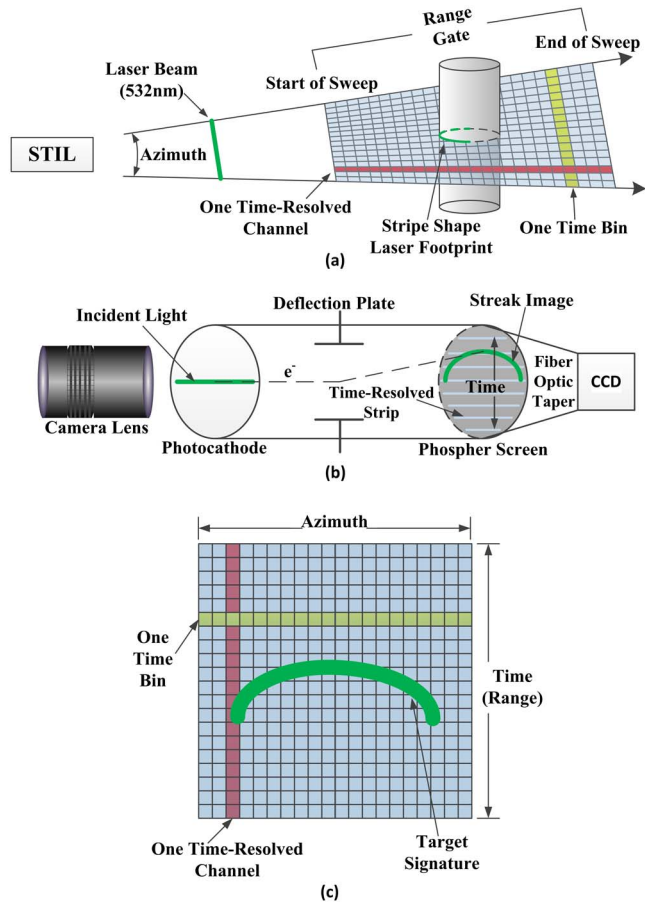 Range
Gate
End of Sweep
Laser Beam
(532nm)
Start of Sweep
STIL
Azimuth
One Time-Resolved
Channel
Stripe Shape
Laser Footprint
One Time Bin
(a)
Deflection Plate
Streak Image
Incident Light
e-
Time
Fiber
Optic
Taper
CCD
Time-Resolved
Strip
Camera Lens
Photocathode
Phospher Screen
(b)
Azimuth
One
Time
Bin
Time
(Range)
One Time-Resolved
Channel
Target
Signature
(c)